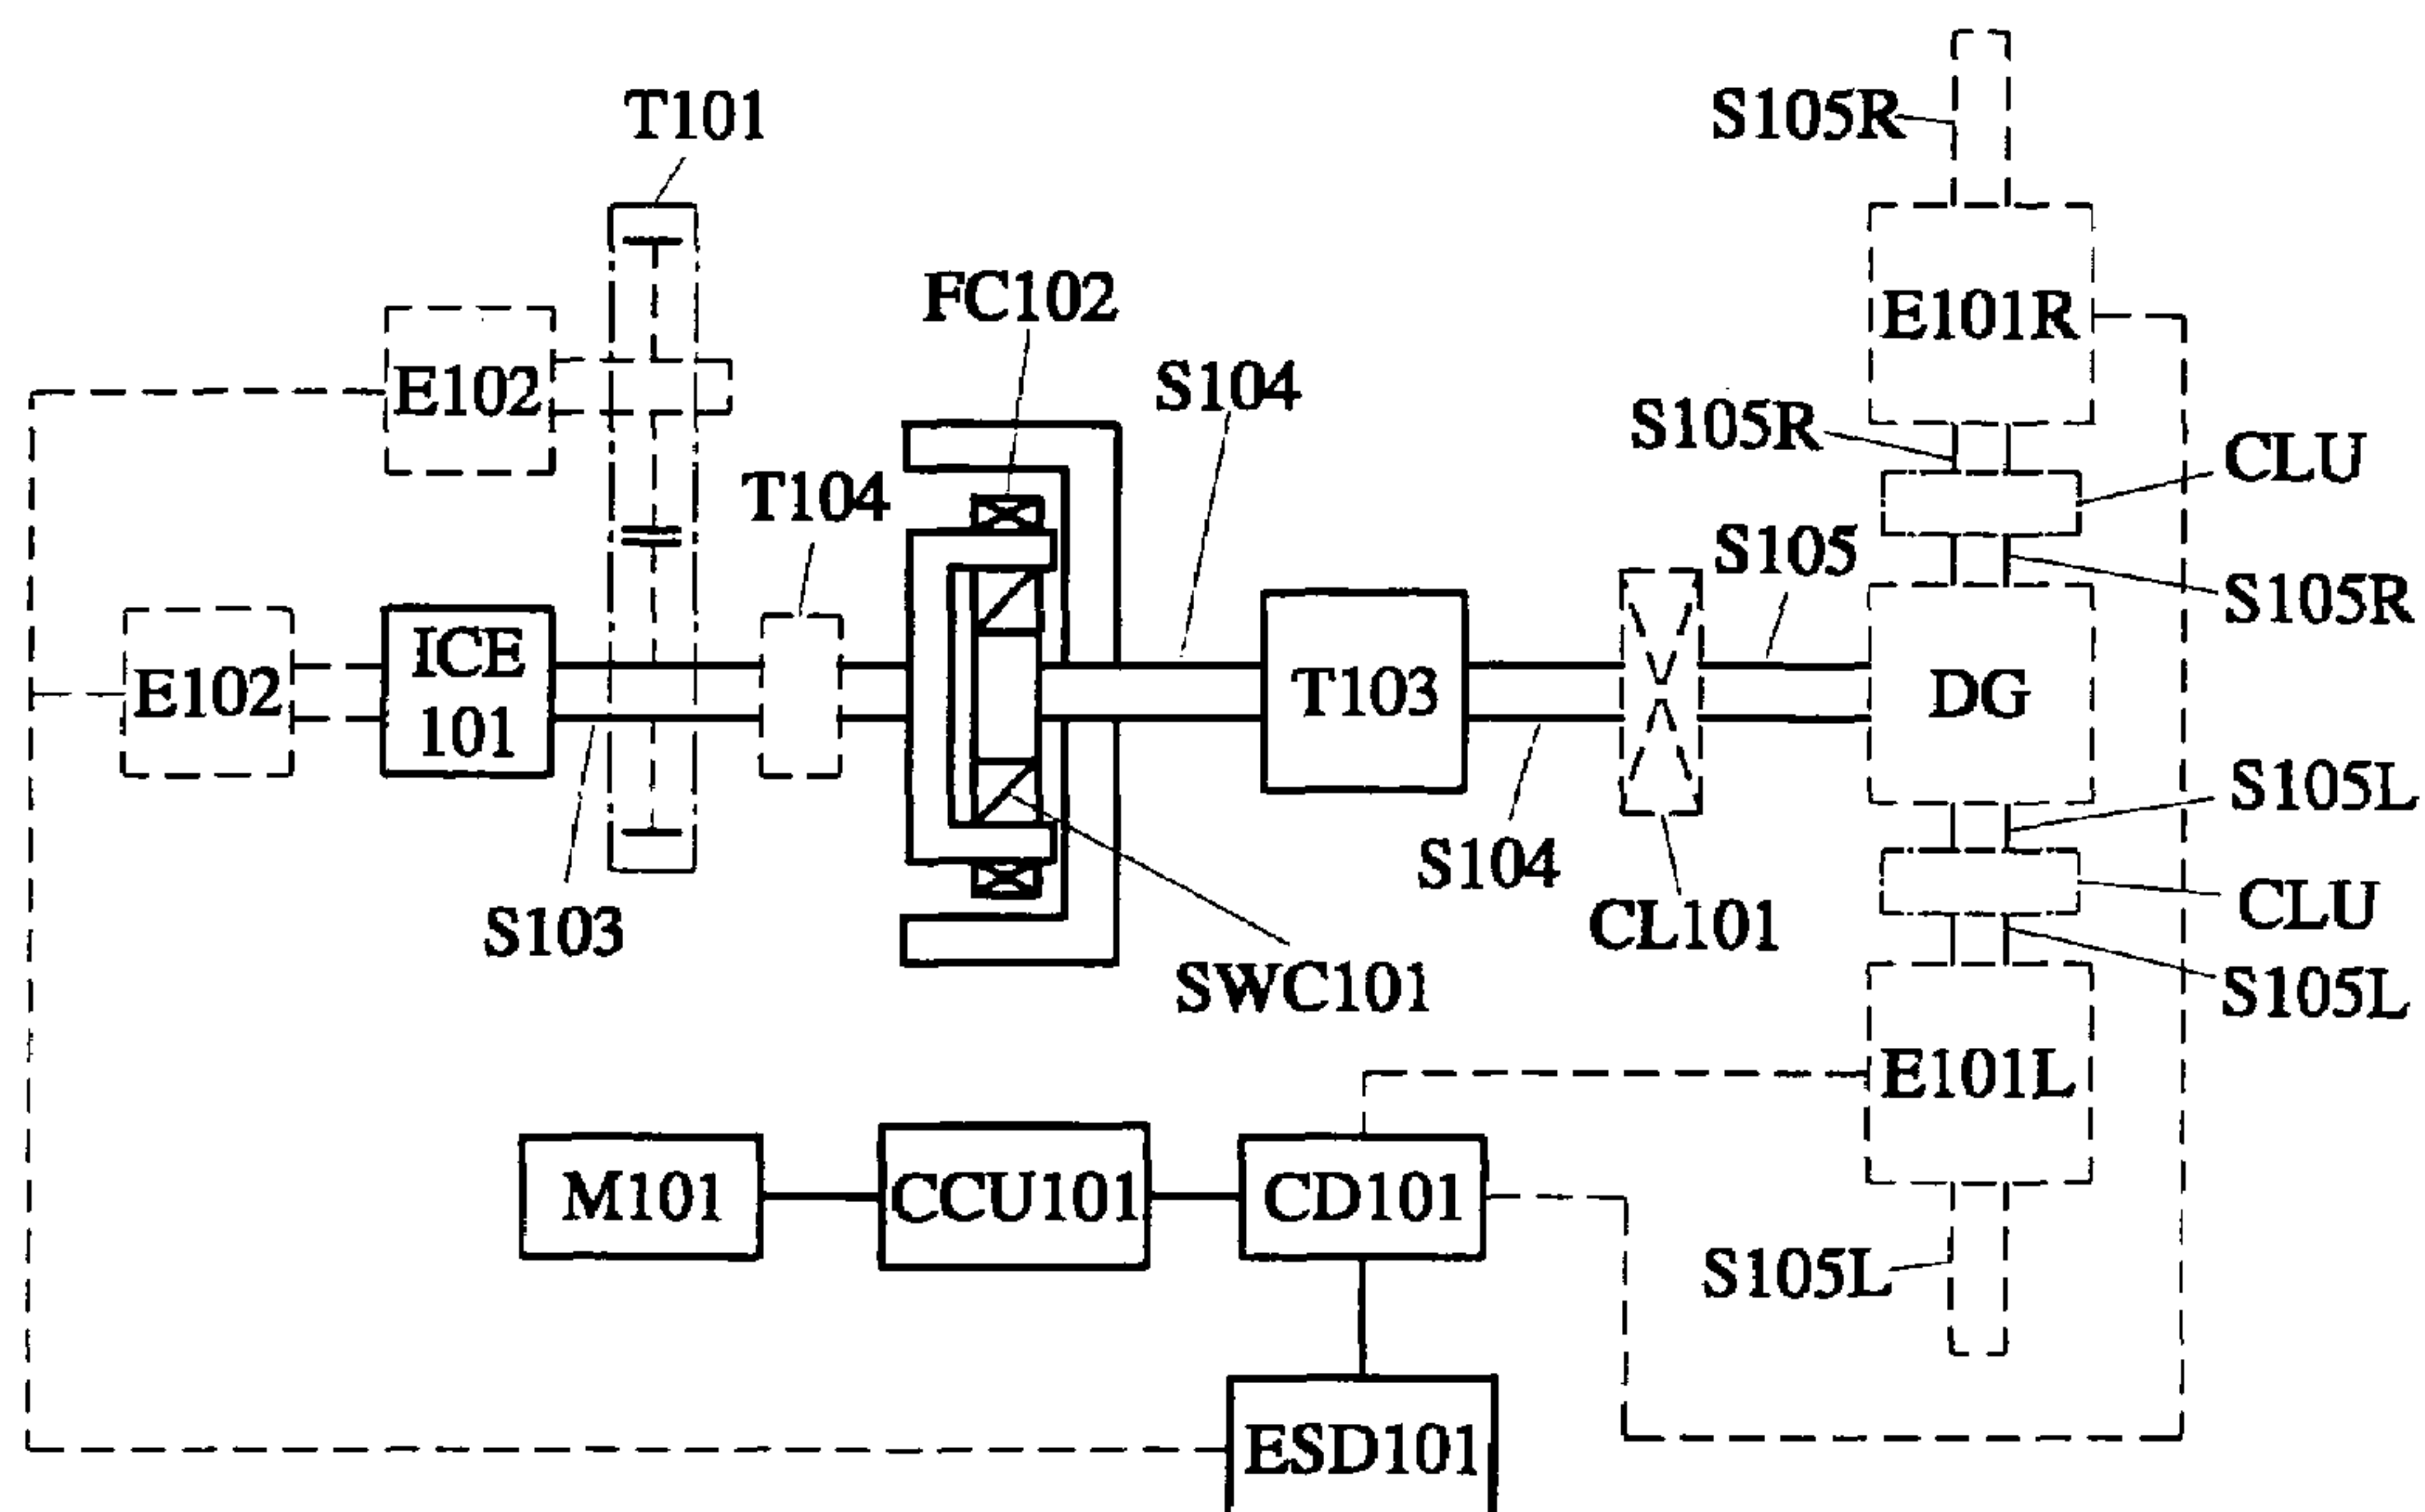 T101
S105R
FC102
E101R
E102
S104
S105R
CLU
T104
S105
S105R
ICE
101
E102
T103
DG
S105L
S104
CLU
S103
CL101
SWC101
S105L
E101L
M101
CCU101
CD101
S105L
ESD101